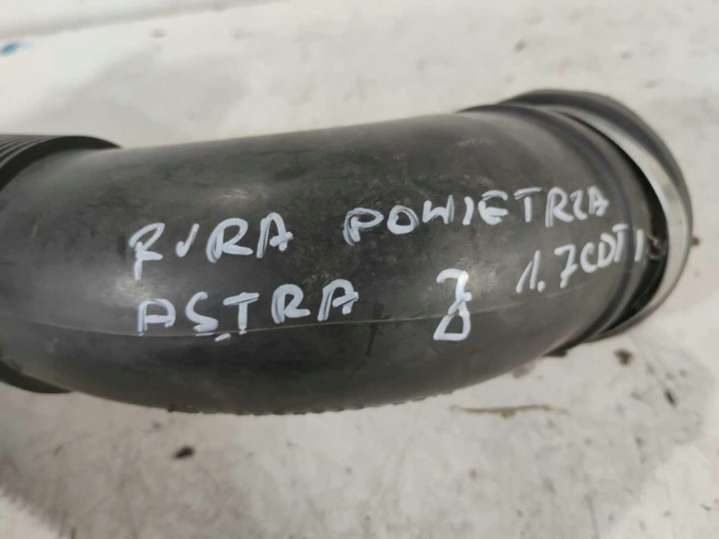 RURA POWIETRZA
ASTRA J 1.7CDTI